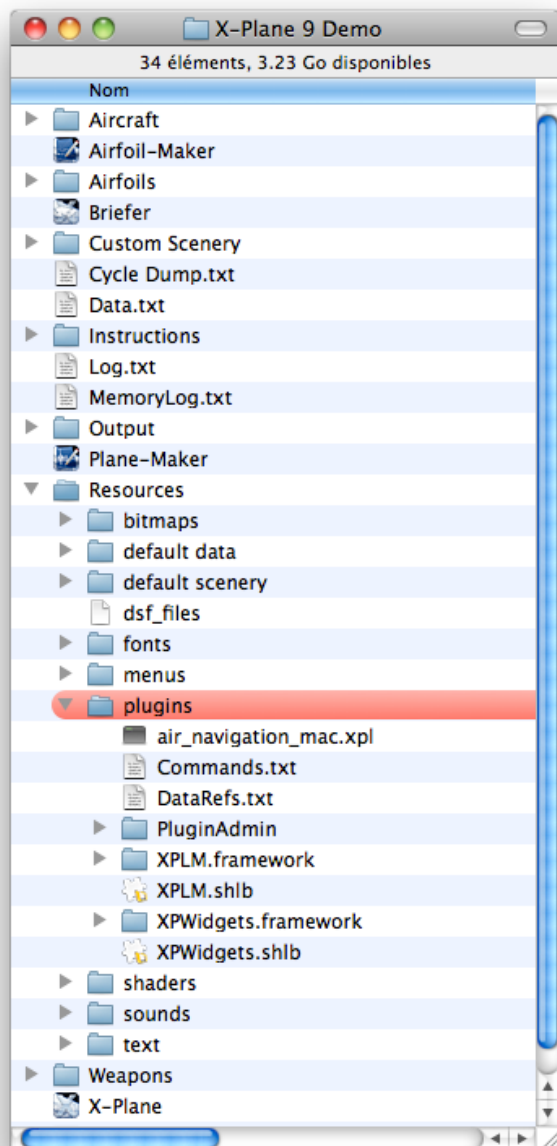 X-Plane 9 Demo
34 éléments, 3.23 Go disponibles
Nom
Aircraft
Airfoil-Maker
Airfoils
Briefer
Custom Scenery
Cycle Dump.txt
Data.txt
Instructions
Log.txt
MemoryLog.txt
Output
Plane-Maker
Resources
bitmaps
default data
default scenery
dsf_files
fonts
menus
plugins
air_navigation_mac.xpl
Commands.txt
DataRefs.txt
PluginAdmin
XPLM.framework
XPLM.shlb
XPWidgets.framework
XPWidgets.shlb
shaders
sounds
text
Weapons
X-Plane